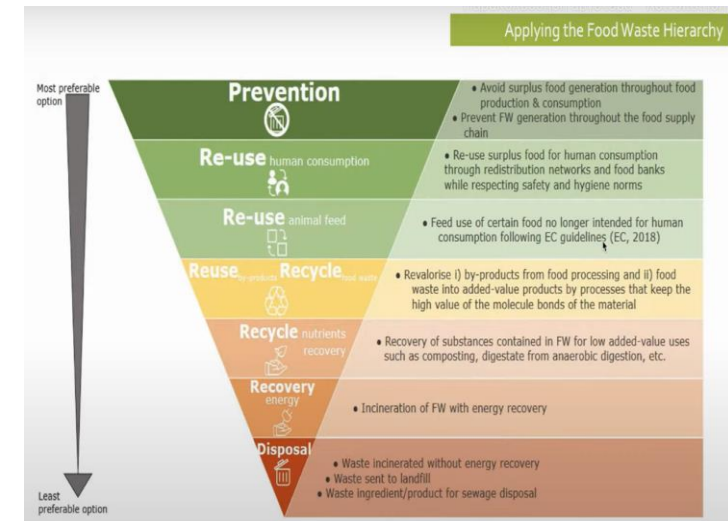 Applying the Food Waste Hierarchy
Most preferable
option
Prevention
• Avoid surplus food generation throughout food
production & consumption
• Prevent FW generation throughout the food supply
chain
Re-use human consumption
• Re-use surplus food for human consumption
through redistribution networks and food banks
while respecting safety and hygiene norms
Re-use animal feed
• Feed use of certain food no longer intended for human
consumption following EC guidelines (EC, 2018)
Reuse by-products Recycle food waste
• Revalorise i) by-products from food processing and ii) food
waste into added-value products by processes that keep the
high value of the molecule bonds of the material
Recycle nutrients
recovery
• Recovery of substances contained in FW for low added-value uses
such as composting, digestate from anaerobic digestion, etc.
Recovery
energy
• Incineration of FW with energy recovery
Disposal
• Waste incinerated without energy recovery
• Waste sent to landfill
• Waste ingredient/product for sewage disposal
Least
preferable option